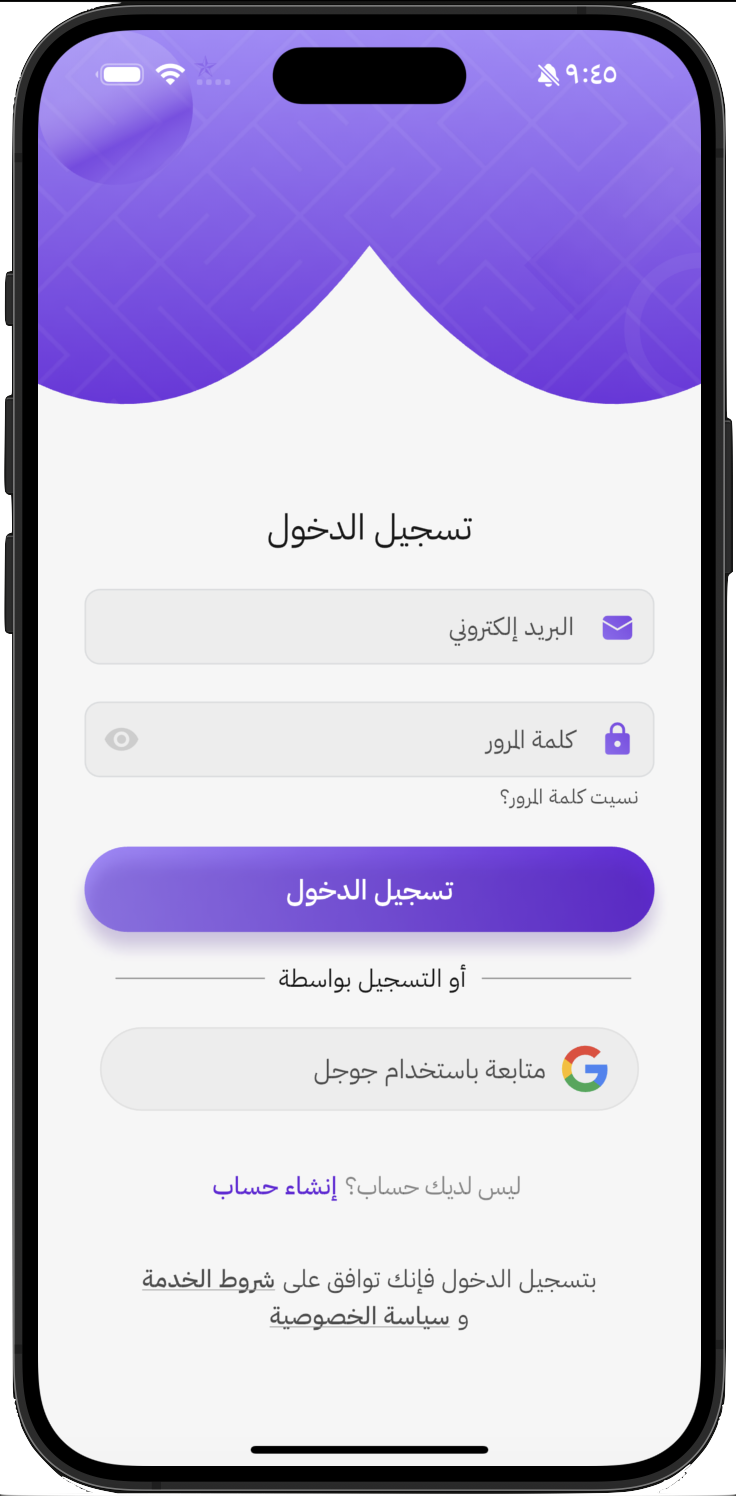 ٩:٤٥
تسجيل الدخول
البريد إلكتروني
كلمة المرور
نسيت كلمة المرور؟
تسجيل الدخول
أو التسجيل بواسطة
متابعة باستخدام جوجل
ليس لديك حساب؟ إنشاء حساب
بتسجيل الدخول فإنك توافق على شروط الخدمة
و سياسة الخصوصية